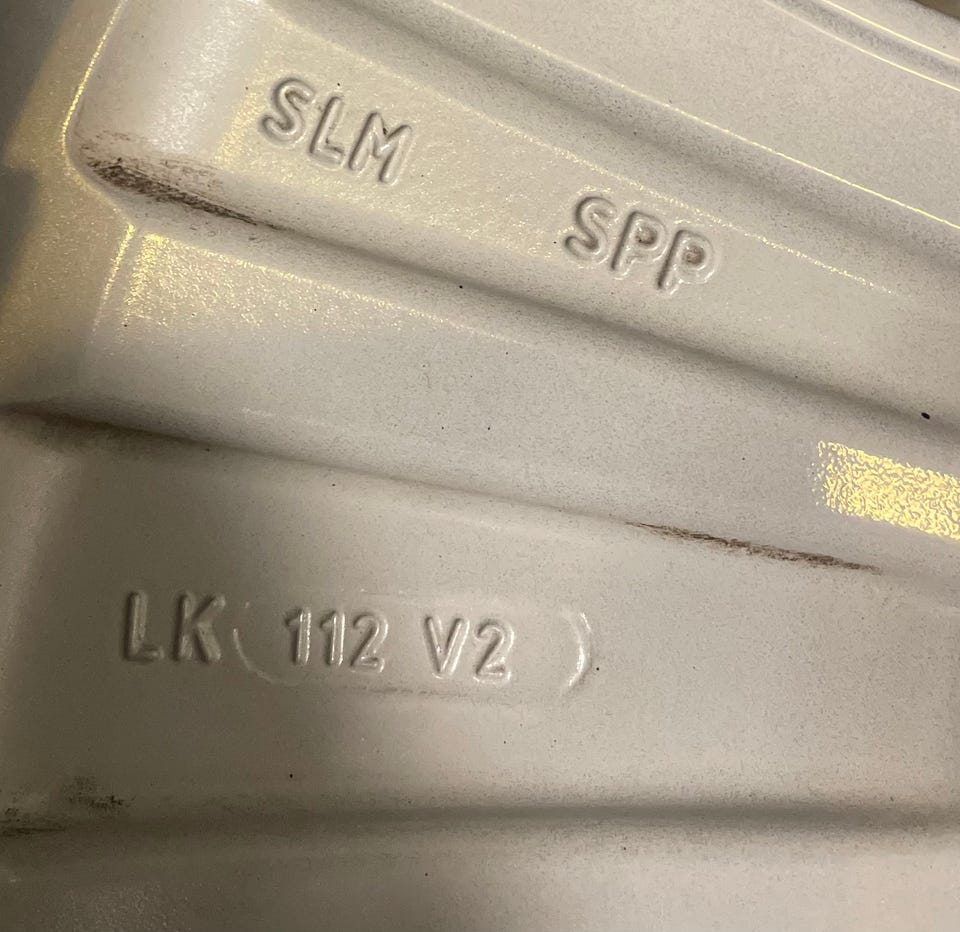 SLM
SPP
LK( 112 V2 )